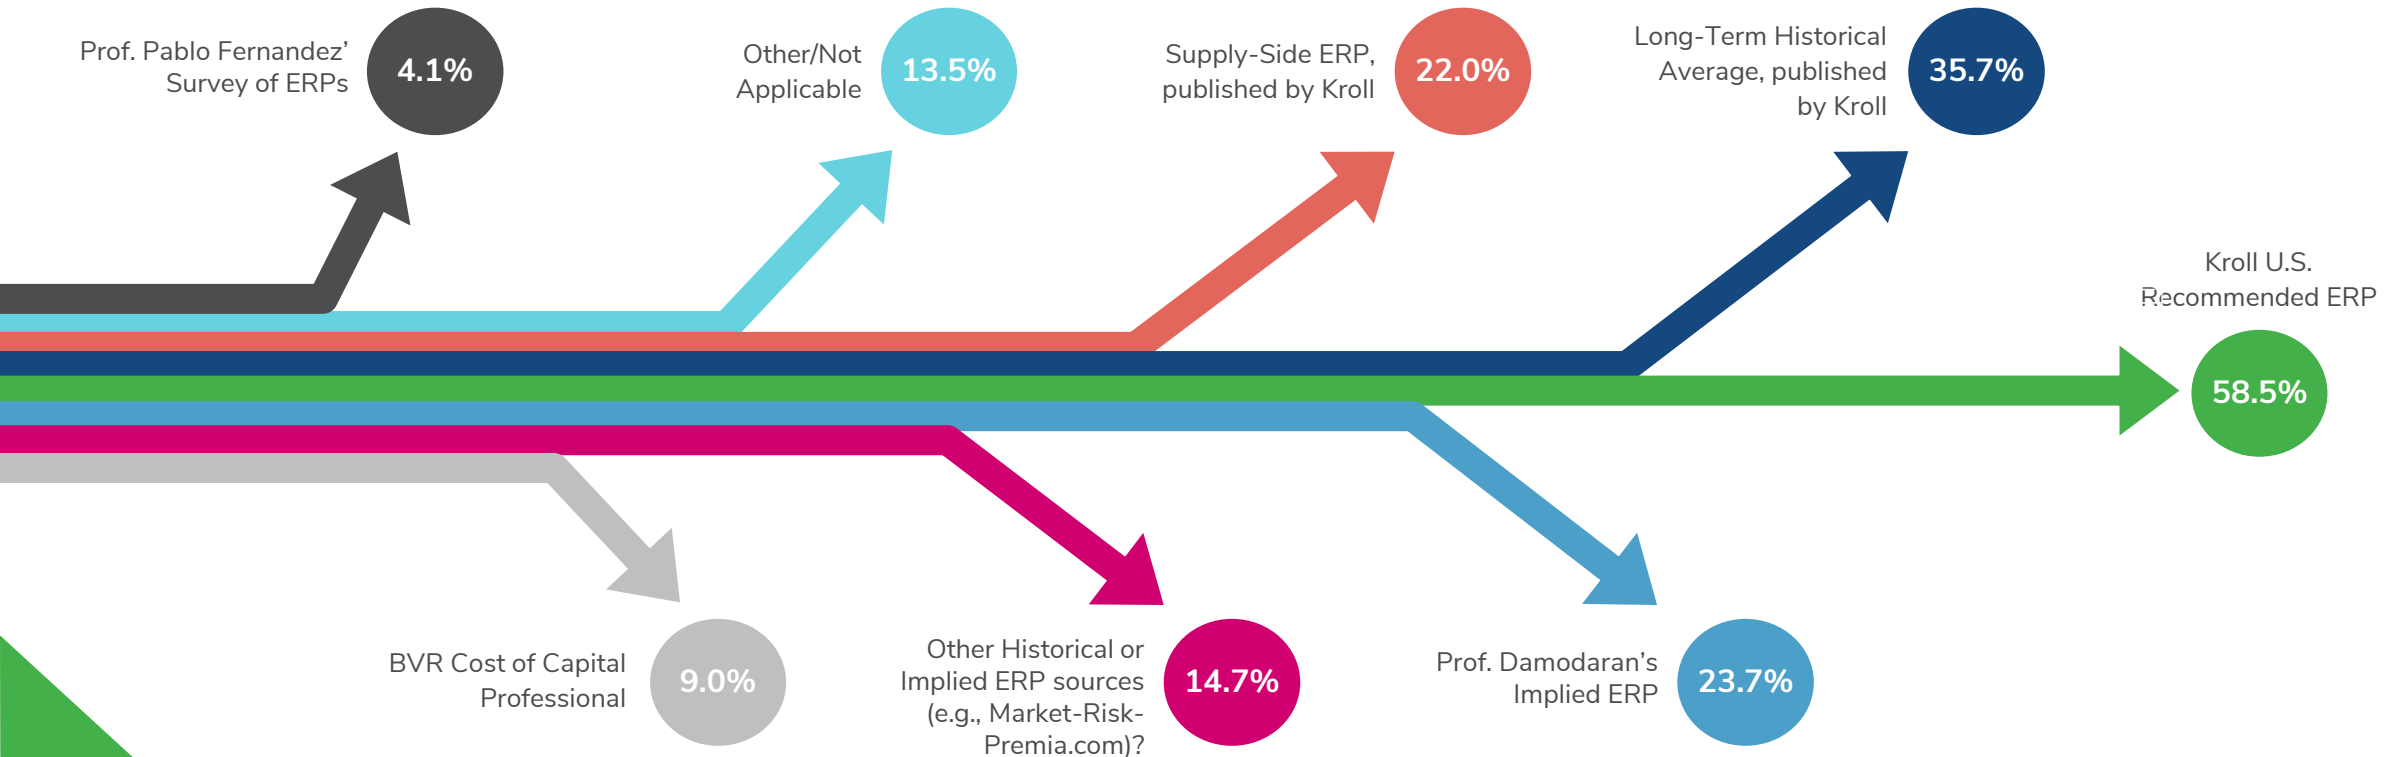 Prof. Pablo Fernandez’
Survey of ERPs
4.1%
Other/Not
Applicable
13.5%
Supply-Side ERP,
published by Kroll
22.0%
Long-Term Historical
Average, published
by Kroll
35.7%
Kroll U.S.
Recommended ERP
58.5%
BVR Cost of Capital
Professional
9.0%
Other Historical or
Implied ERP sources
(e.g., Market-Risk-
Premia.com)?
14.7%
Prof. Damodaran’s
Implied ERP
23.7%